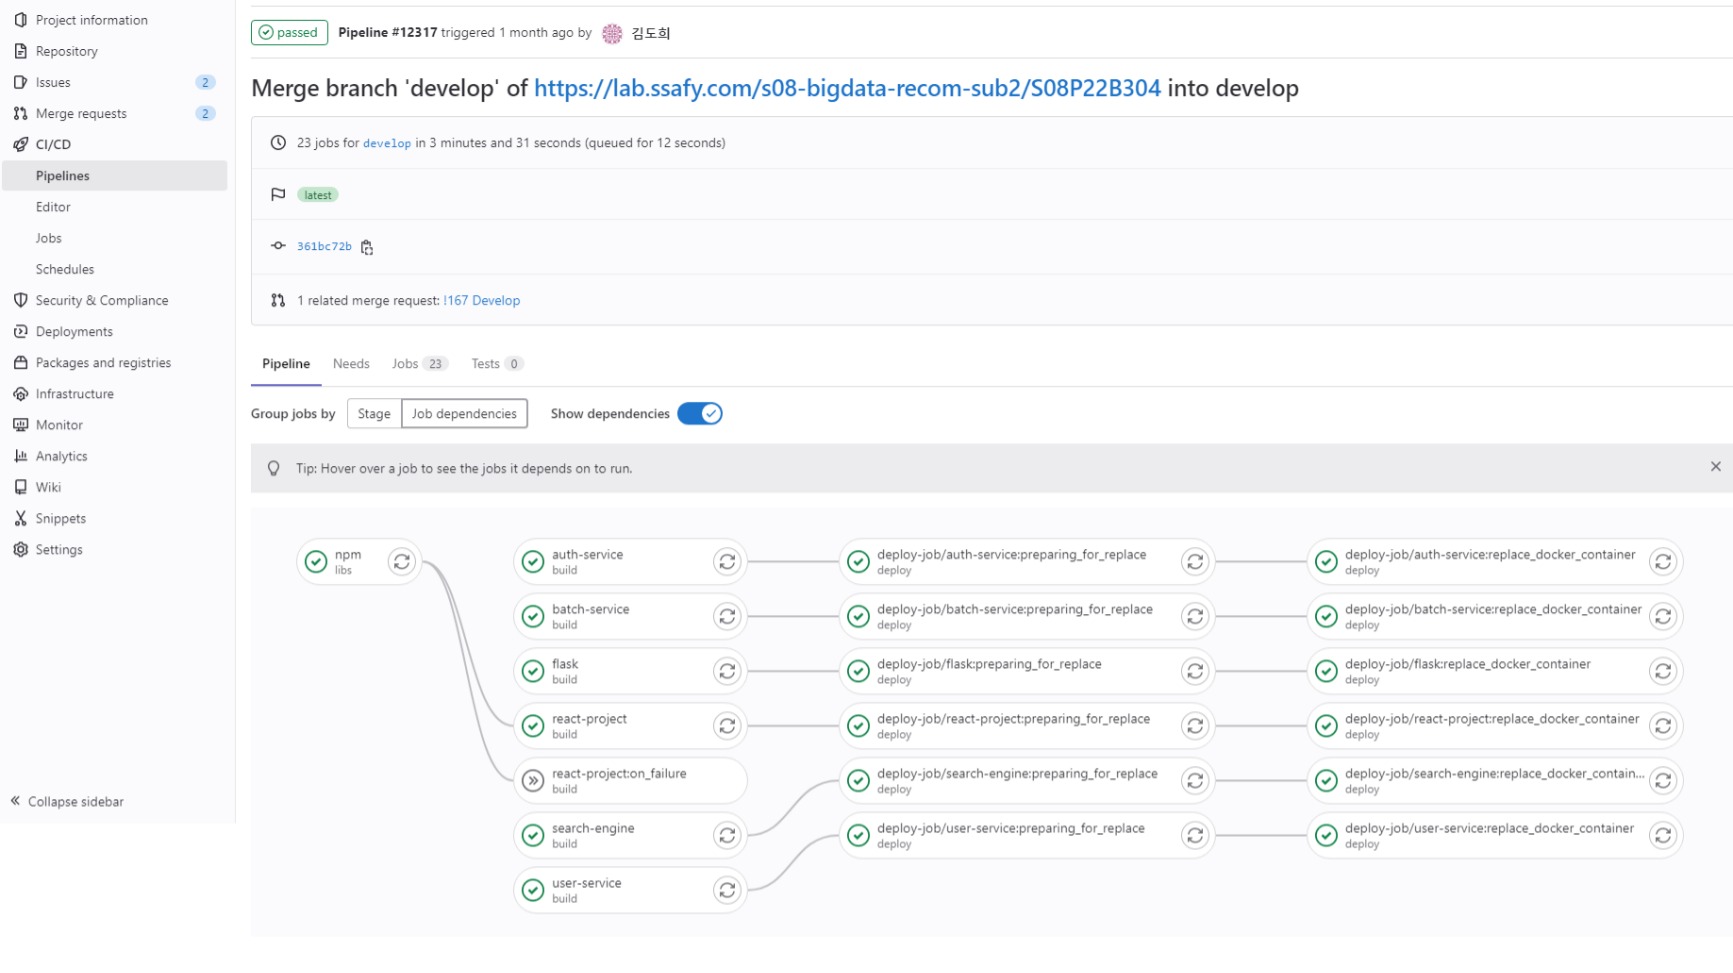 Project information
Repository
Issues 2
Merge requests 2
CI/CD
Pipelines
Editor
Jobs
Schedules
Security & Compliance
Deployments
Packages and registries
Infrastructure
Monitor
Analytics
Wiki
Snippets
Settings
Collapse sidebar
passed Pipeline #12317 triggered 1 month ago by 김도희
Merge branch 'develop' of https://lab.ssafy.com/s08-bigdata-recom-sub2/S08P22B304 into develop
23 jobs for develop in 3 minutes and 31 seconds (queued for 12 seconds)
latest
361bc72b
1 related merge request: !167 Develop
Pipeline Needs Jobs 23 Tests 0
Group jobs by Stage Job dependencies Show dependencies
Tip: Hover over a job to see the jobs it depends on to run.
npm
libs
auth-service
build
batch-service
build
flask
build
react-project
build
react-project:on_failure
build
search-engine
build
user-service
build
deploy-job/auth-service:preparing_for_replace
deploy
deploy-job/batch-service:preparing_for_replace
deploy
deploy-job/flask:preparing_for_replace
deploy
deploy-job/react-project:preparing_for_replace
deploy
deploy-job/search-engine:preparing_for_replace
deploy
deploy-job/user-service:preparing_for_replace
deploy
deploy-job/auth-service:replace_docker_container
deploy
deploy-job/batch-service:replace_docker_container
deploy
deploy-job/flask:replace_docker_container
deploy
deploy-job/react-project:replace_docker_container
deploy
deploy-job/search-engine:replace_docker_contain...
deploy
deploy-job/user-service:replace_docker_container
deploy